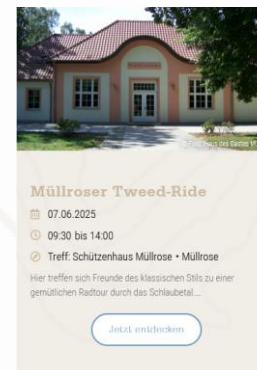 Müllroser Tweed-Ride
07.06.2025
09:30 bis 14:00
Treff: Schützenhaus Müllrose • Müllrose
Hier treffen sich Freunde des klassischen Stils zu einer
gemütlichen Radtour durch das Schlaubetal....
Jetzt entdecken